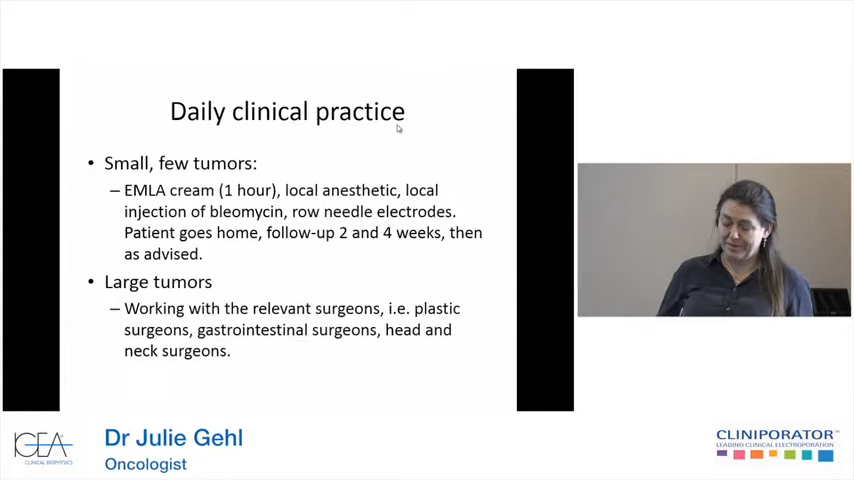 Daily clinical practice
• Small, few tumors:
– EMLA cream (1 hour), local anesthetic, local
injection of bleomycin, row needle electrodes.
Patient goes home, follow-up 2 and 4 weeks, then
as advised.
• Large tumors
– Working with the relevant surgeons, i.e. plastic
surgeons, gastrointestinal surgeons, head and
neck surgeons.
IGEA
CLINICAL BIOPHYSICS
Dr Julie Gehl
Oncologist
CLINIPORATOR™
LEADING CLINICAL ELECTROPORATION